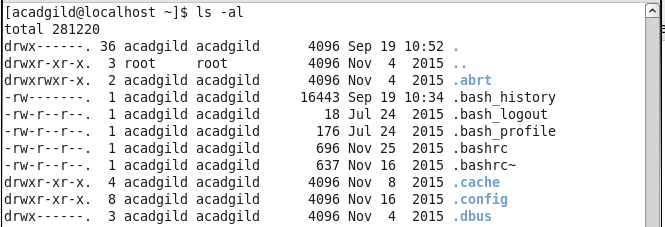 [acadgild@localhost ~]$ ls -al
total 281220
drwx------. 36 acadgild acadgild     4096 Sep 19 10:52 .
drwxr-xr-x.  3 root     root         4096 Nov  4  2015 ..
drwxrwxr-x.  2 acadgild acadgild     4096 Nov  4  2015 .abrt
-rw-------.  1 acadgild acadgild    16443 Sep 19 10:34 .bash_history
-rw-r--r--.  1 acadgild acadgild       18 Jul 24  2015 .bash_logout
-rw-r--r--.  1 acadgild acadgild      176 Jul 24  2015 .bash_profile
-rw-r--r--.  1 acadgild acadgild      696 Nov 25  2015 .bashrc
-rw-r--r--.  1 acadgild acadgild      637 Nov 16  2015 .bashrc~
drwxr-xr-x.  4 acadgild acadgild     4096 Nov  8  2015 .cache
drwxr-xr-x.  8 acadgild acadgild     4096 Nov 16  2015 .config
drwx------.  3 acadgild acadgild     4096 Nov  4  2015 .dbus